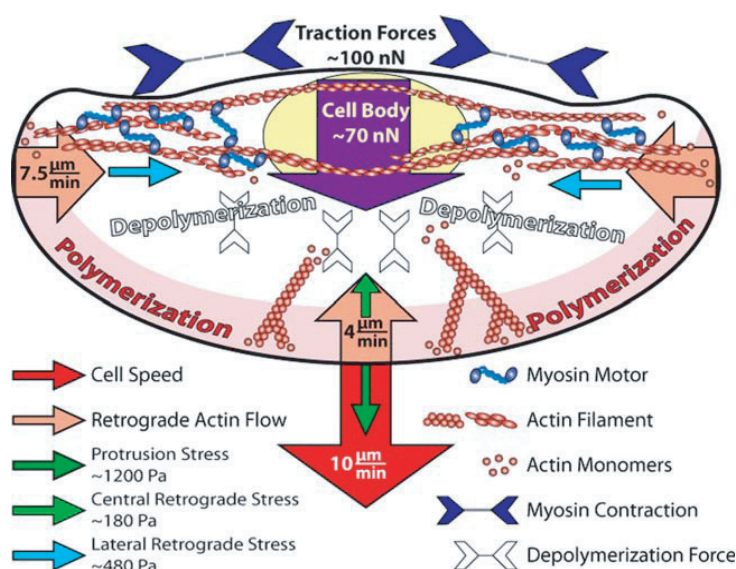 Traction Forces
~100 nN
Cell Body
~70 nN
7.5 μm
min
Depolymerization
Depolymerization
Polymerization
Polymerization
4 μm
min
10 μm
min
Cell Speed
Retrograde Actin Flow
Protrusion Stress
~1200 Pa
Central Retrograde Stress
~180 Pa
Lateral Retrograde Stress
~480 Pa
Myosin Motor
Actin Filament
Actin Monomers
Myosin Contraction
Depolymerization Force